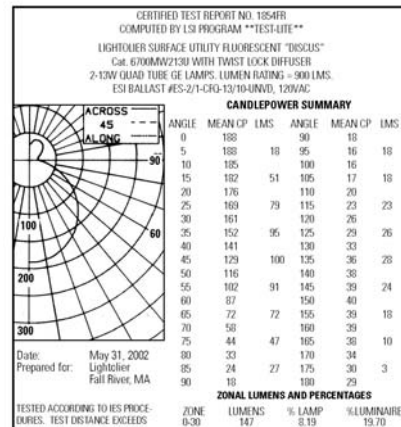 CERTIFIED TEST REPORT NO. 1854FR
COMPUTED BY LSI PROGRAM **TEST-LITE**
LIGHTOLIER SURFACE UTILITY FLUORESCENT "DISCUS"
Cat. 6700MW213U WITH TWIST LOCK DIFFUSER
2-13W QUAD TUBE GE LAMPS. LUMEN RATING = 900 LMS.
ESI BALLAST #ES-2/1-CFQ-13/10-UNVD, 120VAC
ACROSS
45
ALONG
90
60
100
200
300
CANDLEPOWER SUMMARY
ANGLE MEAN CP LMS ANGLE MEAN CP LMS
0 188 90 18
5 188 18 95 16 18
10 185 100 16
15 182 51 105 17 18
20 176 110 20
25 169 79 115 23 23
30 161 120 26
35 152 95 125 29 26
40 141 130 33
45 129 100 135 36 28
50 116 140 38
55 102 91 145 39 24
60 87 150 40
65 72 72 155 39 18
70 58 160 39
75 44 47 165 38 10
80 33 170 34
85 24 27 175 30 3
90 18 180 29
Date: May 31, 2002
Prepared for: Lightolier
Fall River, MA
TESTED ACCORDING TO IES PROCE-
DURES. TEST DISTANCE EXCEEDS
ZONAL LUMENS AND PERCENTAGES
ZONE LUMENS % LAMP %LUMINAIRE
0-30 147 8.19 19.70